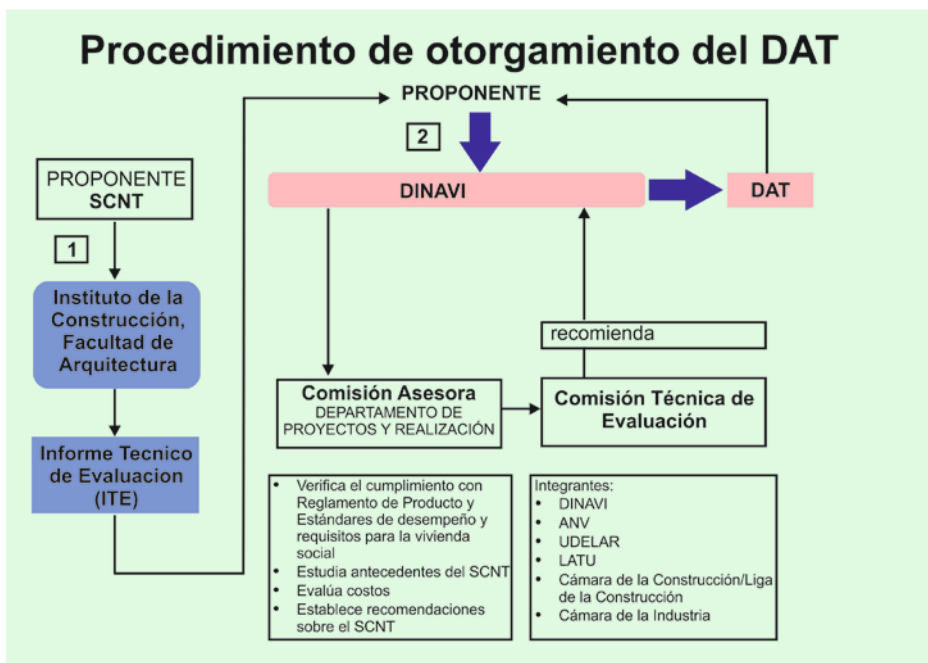 Procedimiento de otorgamiento del DAT
PROPONENTE
2
PROPONENTE
SCNT
DINAVI
DAT
1
Instituto de la
Construcción,
Facultad de
Arquitectura
recomienda
Comisión Asesora
DEPARTAMENTO DE
PROYECTOS Y REALIZACIÓN
Comisión Técnica de
Evaluación
Informe Tecnico
de Evaluacion
(ITE)
• Verifica el cumplimiento con
Reglamento de Producto y
Estándares de desempeño y
requisitos para la vivienda
social
• Estudia antecedentes del SCNT
• Evalúa costos
• Establece recomendaciones
sobre el SCNT
Integrantes:
• DINAVI
• ANV
• UDELAR
• LATU
• Cámara de la Construcción/Liga
de la Construcción
• Cámara de la Industria